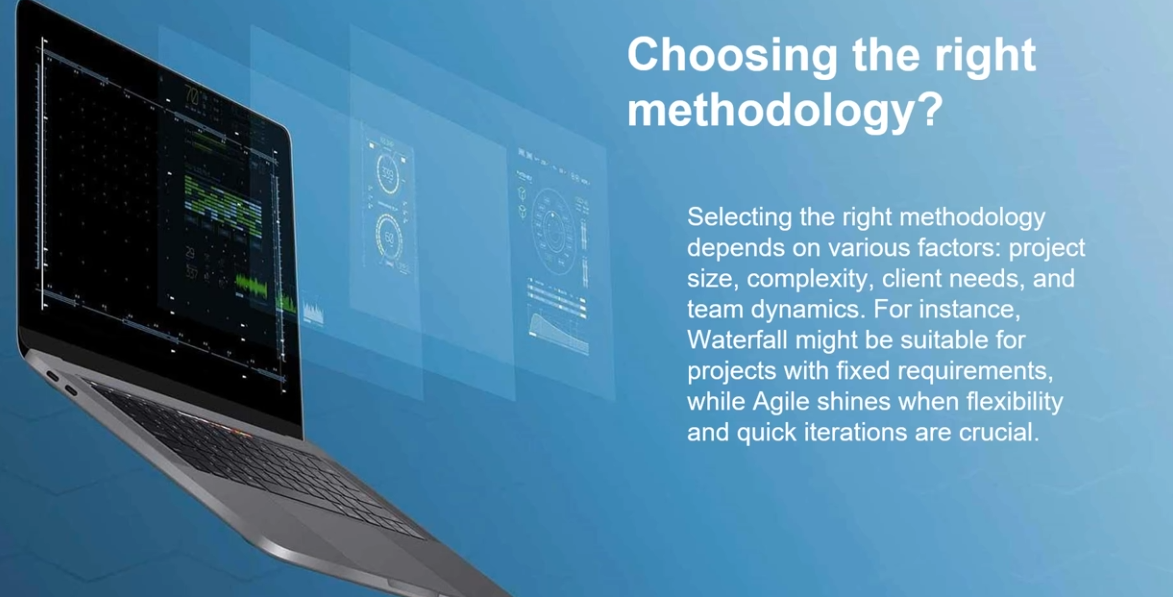 Choosing the right
methodology?
Selecting the right methodology
depends on various factors: project
size, complexity, client needs, and
team dynamics. For instance,
Waterfall might be suitable for
projects with fixed requirements,
while Agile shines when flexibility
and quick iterations are crucial.